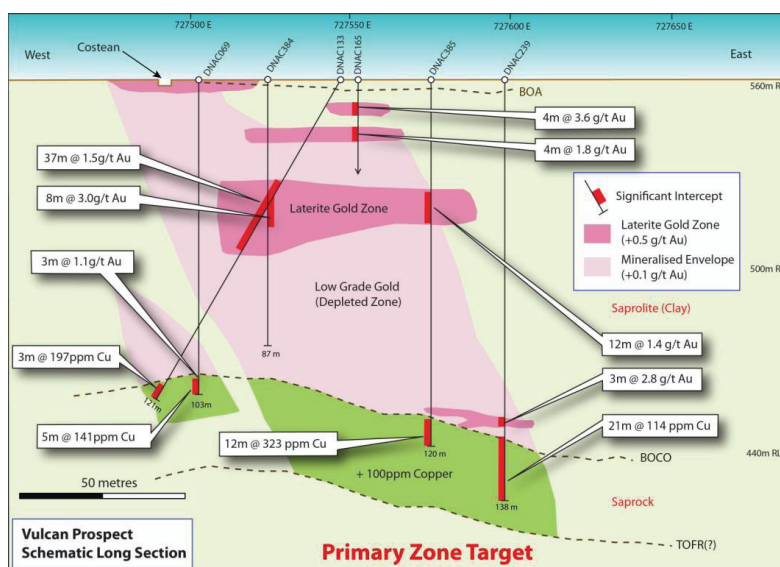 727500 E
727550 E
727600 E
727650 E
West
Costean
DNAC069
DNAC384
DNAC133
DNAC165
DNAC385
DNAC239
East
BOA
560m RL
4m @ 3.6 g/t Au
4m @ 1.8 g/t Au
37m @ 1.5g/t Au
8m @ 3.0g/t Au
Laterite Gold Zone
Significant Intercept
Laterite Gold Zone
(+0.5 g/t Au)
Mineralised Envelope
(+0.1 g/t Au)
3m @ 1.1g/t Au
Low Grade Gold
(Depleted Zone)
500m R
Saprolite (Clay)
87 m
12m @ 1.4 g/t Au
3m @ 197ppm Cu
3m @ 2.8 g/t Au
121m
103m
5m @ 141ppm Cu
12m @ 323 ppm Cu
21m @ 114 ppm Cu
120 m
BOCO
440m RL
+ 100ppm Copper
50 metres
138 m
Saprock
Vulcan Prospect
Schematic Long Section
Primary Zone Target
TOFR(?)